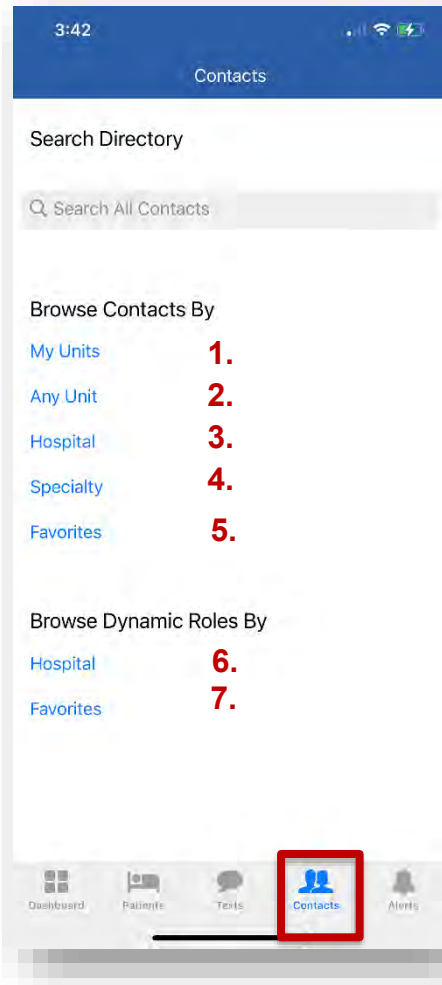 3:42
Contacts
Search Directory
Search All Contacts
Browse Contacts By
My Units 1.
Any Unit 2.
Hospital 3.
Specialty 4.
Favorites 5.
Browse Dynamic Roles By
Hospital 6.
Favorites 7.
Dashboard Patients Texts Contacts Alerts